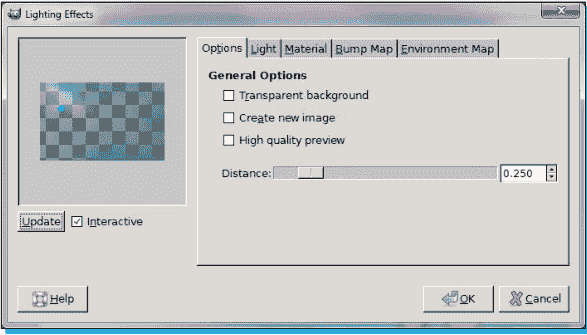 Lighting Effects
Options Light Material Bump Map Environment Map
General Options
Transparent background
Create new image
High quality preview
Distance: 0.250
Update Interactive
Help OK Cancel